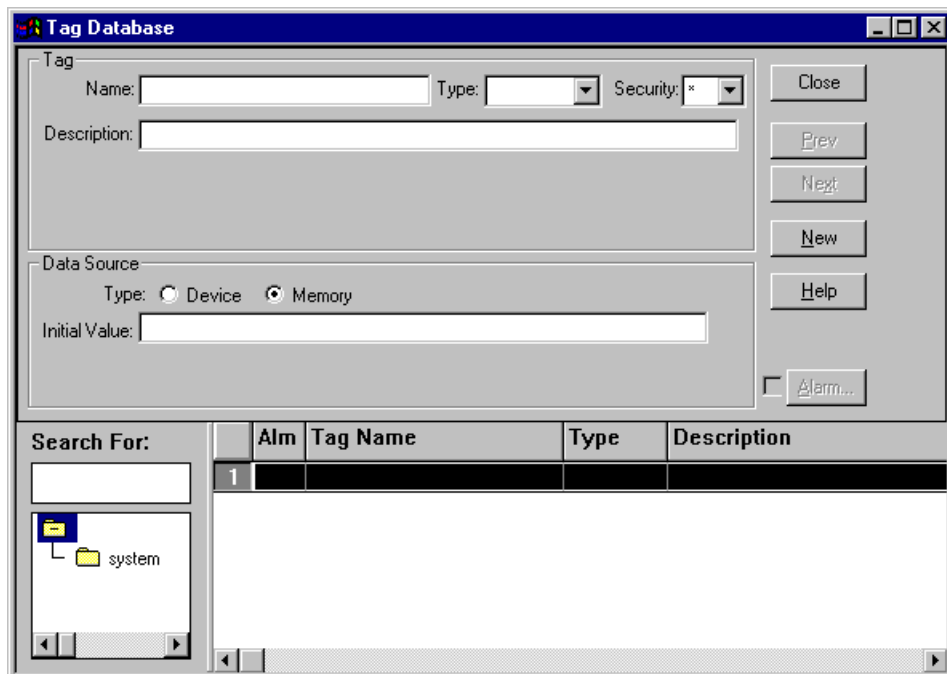 Tag Database
Tag
Name: Type: Security: *
Close
Description:
Prev
Next
New
Data Source
Type: Device Memory
Help
Initial Value:
Alarm...
Search For:
Alm Tag Name Type Description
1
system